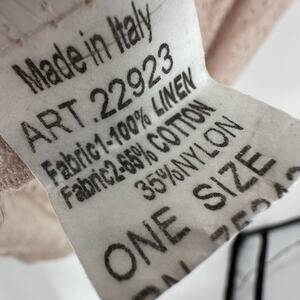 Made in Italy
ART.22923
Fabric1-100% LINEN
Fabric2-65% COTTON
35%NYLON
ONE SIZE